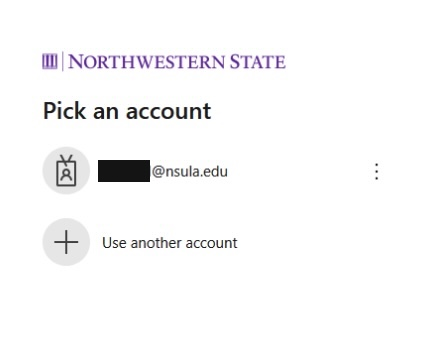 NORTHWESTERN STATE
Pick an account
@nsula.edu
Use another account